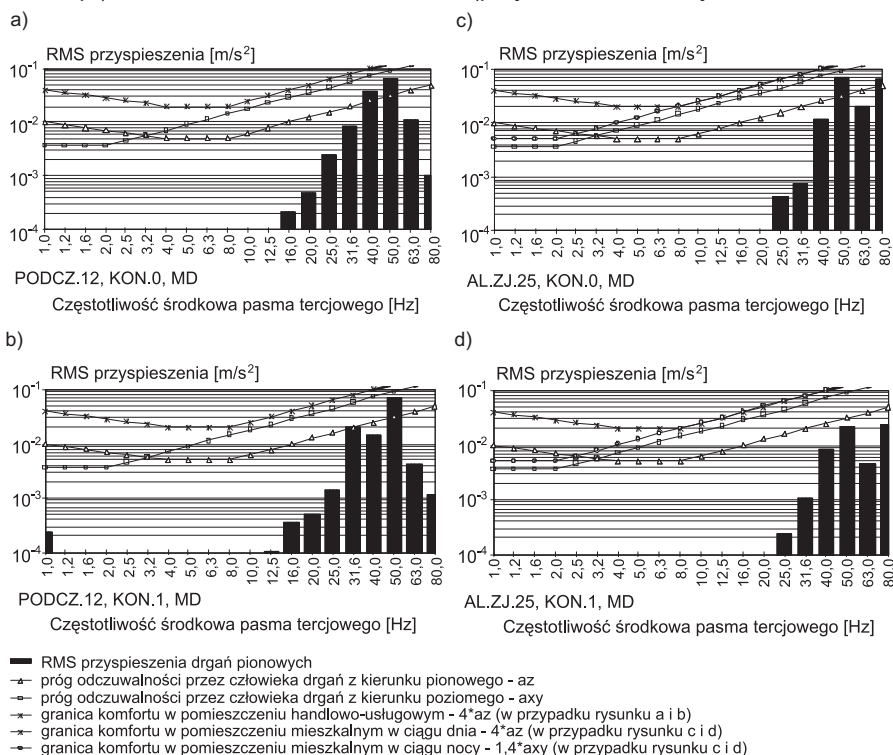 a)
RMS przyspieszenia [m/s²]
10⁻¹
10⁻²
10⁻³
10⁻⁴
1,0 1,2 1,6 2,0 2,5 3,2 4,0 5,0 6,3 8,0 10,0 12,5 16,0 20,0 25,0 31,6 40,0 50,0 63,0 80,0
PODCZ.12, KON.0, MD
Częstotliwość środkowa pasma tercjowego [Hz]
c)
RMS przyspieszenia [m/s²]
10⁻¹
10⁻²
10⁻³
10⁻⁴
1,0 1,2 1,6 2,0 2,5 3,2 4,0 5,0 6,3 8,0 10,0 12,5 16,0 20,0 25,0 31,6 40,0 50,0 63,0 80,0
AL.ZJ.25, KON.0, MD
Częstotliwość środkowa pasma tercjowego [Hz]
b)
RMS przyspieszenia [m/s²]
10⁻¹
10⁻²
10⁻³
10⁻⁴
1,0 1,2 1,6 2,0 2,5 3,2 4,0 5,0 6,3 8,0 10,0 12,5 16,0 20,0 25,0 31,6 40,0 50,0 63,0 80,0
PODCZ.12, KON.1, MD
Częstotliwość środkowa pasma tercjowego [Hz]
d)
RMS przyspieszenia [m/s²]
10⁻¹
10⁻²
10⁻³
10⁻⁴
1,0 1,2 1,6 2,0 2,5 3,2 4,0 5,0 6,3 8,0 10,0 12,5 16,0 20,0 25,0 31,6 40,0 50,0 63,0 80,0
AL.ZJ.25, KON.1, MD
Częstotliwość środkowa pasma tercjowego [Hz]
RMS przyspieszenia drgań pionowych
próg odczuwalności przez człowieka drgań z kierunku pionowego - az
próg odczuwalności przez człowieka drgań z kierunku poziomego - axy
granica komfortu w pomieszczeniu handlowo-usługowym - 4*az (w przypadku rysunku a i b)
granica komfortu w pomieszczeniu mieszkalnym w ciągu dnia - 4*az (w przypadku rysunku c i d)
granica komfortu w pomieszczeniu mieszkalnym w ciągu nocy - 1,4*axy (w przypadku rysunku c i d)